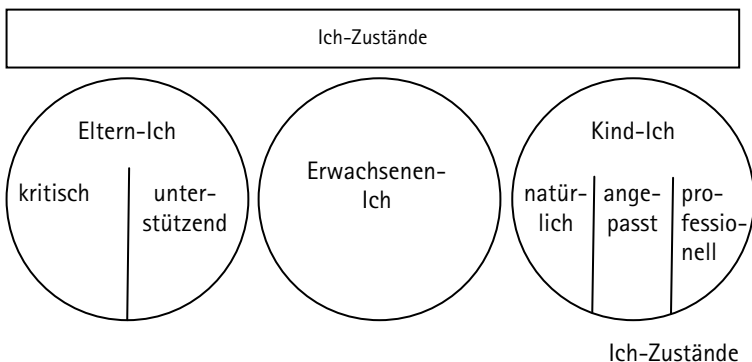 Ich-Zustände
Eltern-Ich
kritisch
unter-
stützend
Erwachsenen-
Ich
Kind-Ich
natür-
lich
ange-
passt
pro-
fessio-
nell
Ich-Zustände